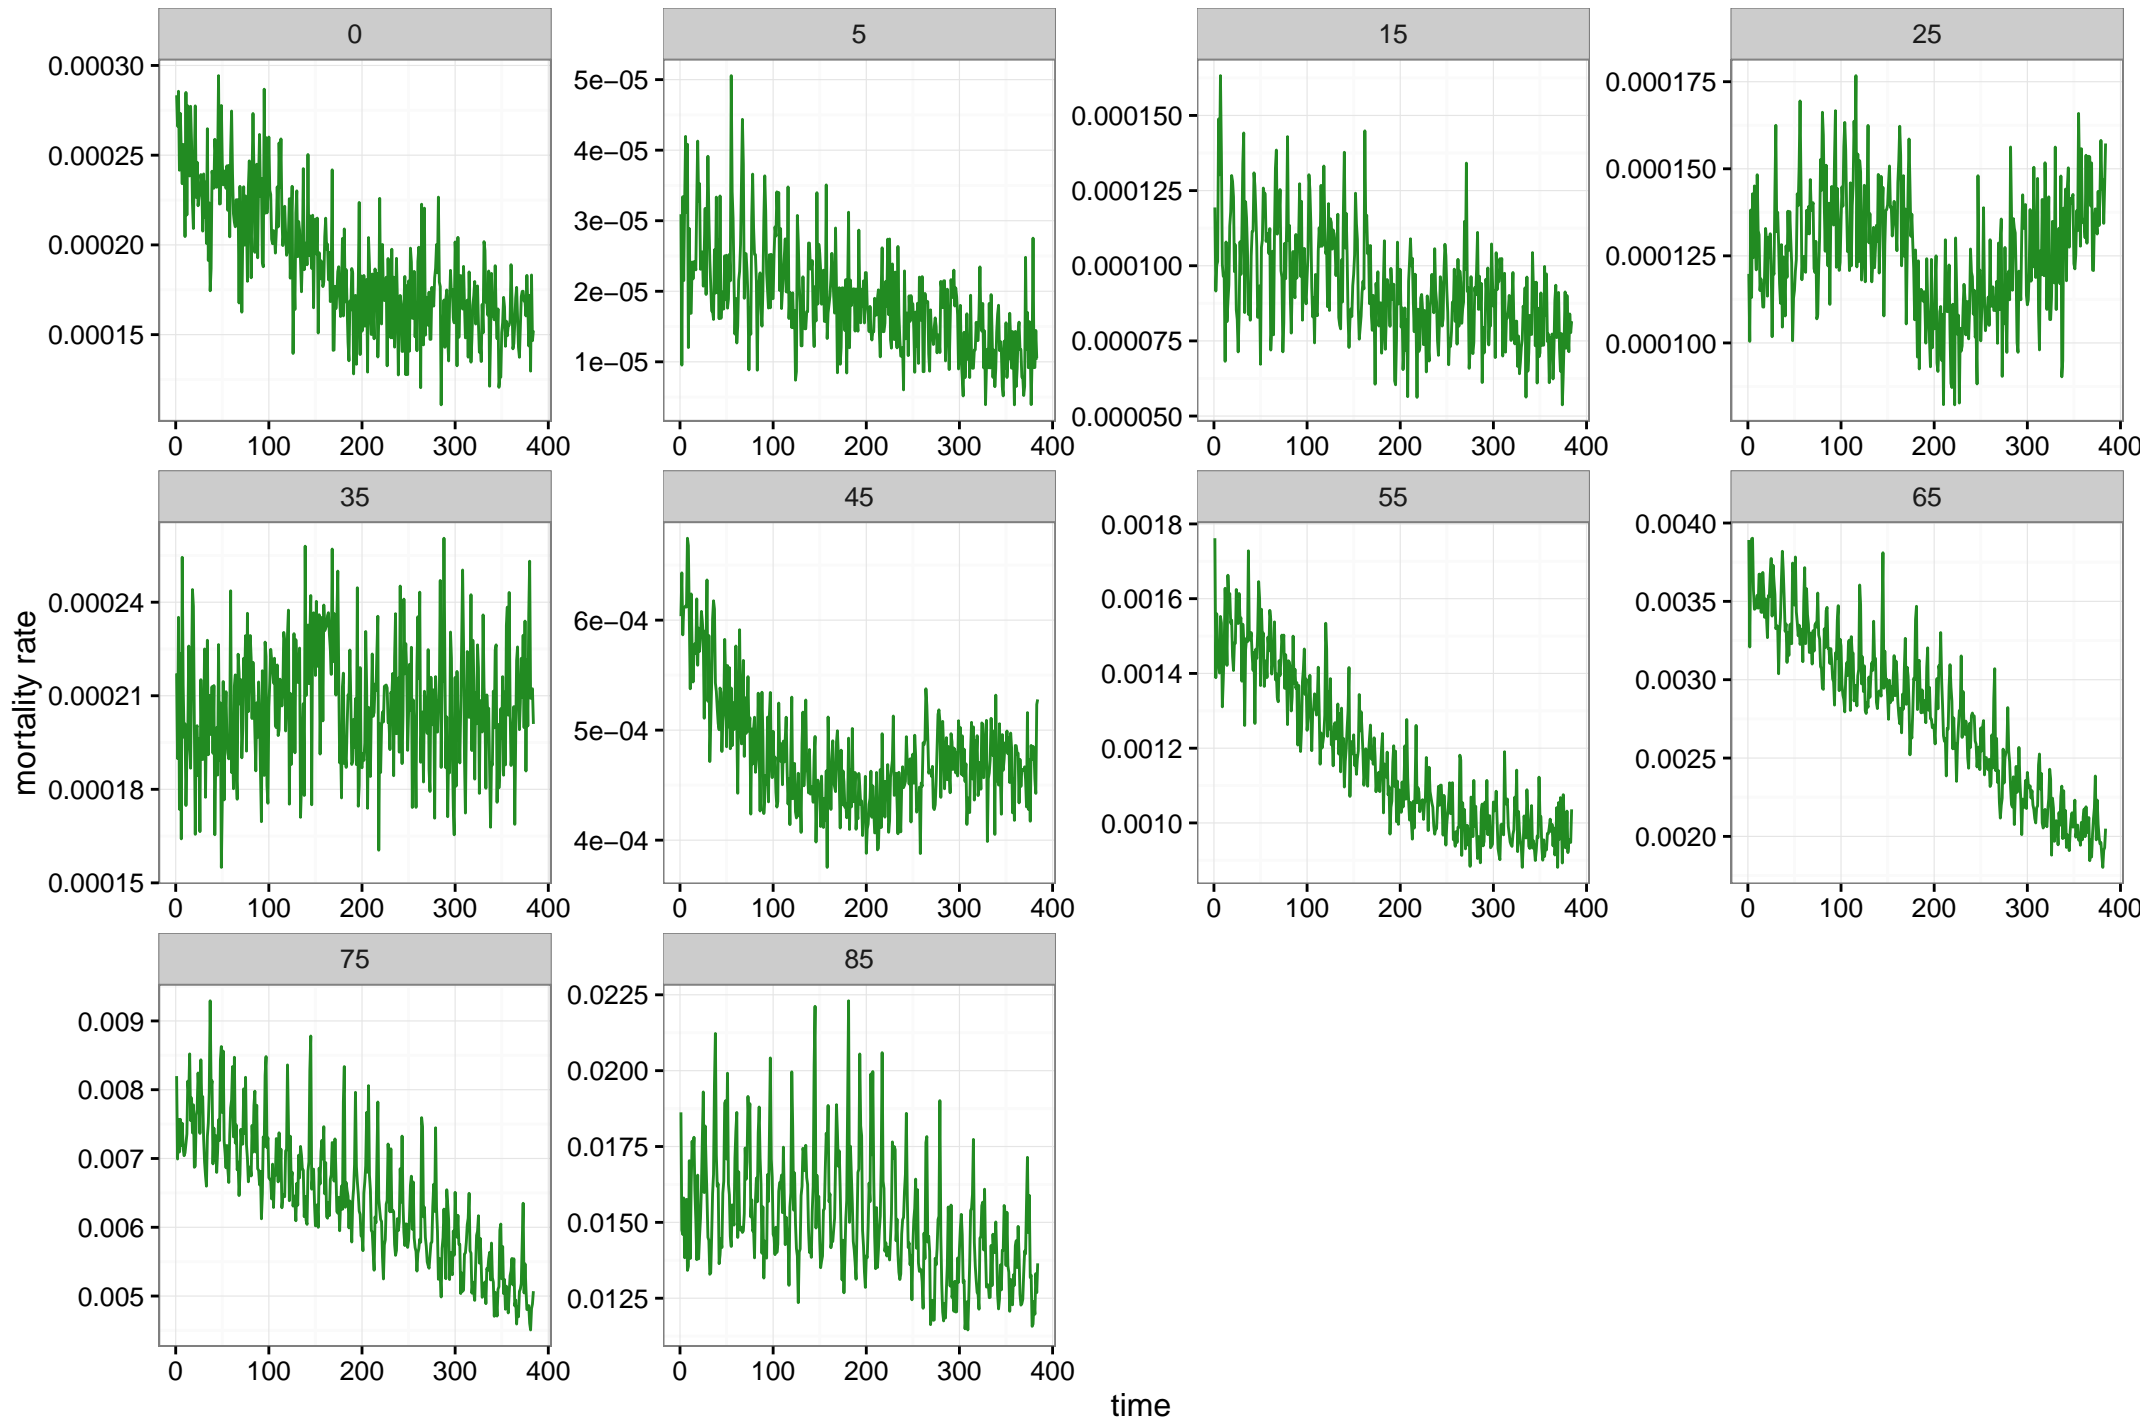 0 5 15 25
0.00030
0.00025
0.00020
0.00015
5e−05
4e−05
3e−05
2e−05
1e−05
0.000150
0.000125
0.000100
0.000075
0.000050
0.000175
0.000150
0.000125
0.000100
0 100 200 300 400
0 100 200 300 400
0 100 200 300 400
0 100 200 300 400
35 45 55 65
0.00024
0.00021
0.00018
0.00015
6e−04
5e−04
4e−04
0.0018
0.0016
0.0014
0.0012
0.0010
0.0040
0.0035
0.0030
0.0025
0.0020
0 100 200 300 400
0 100 200 300 400
0 100 200 300 400
0 100 200 300 400
75 85
0.009
0.008
0.007
0.006
0.005
0.0225
0.0200
0.0175
0.0150
0.0125
0 100 200 300 400
0 100 200 300 400
mortality rate
time